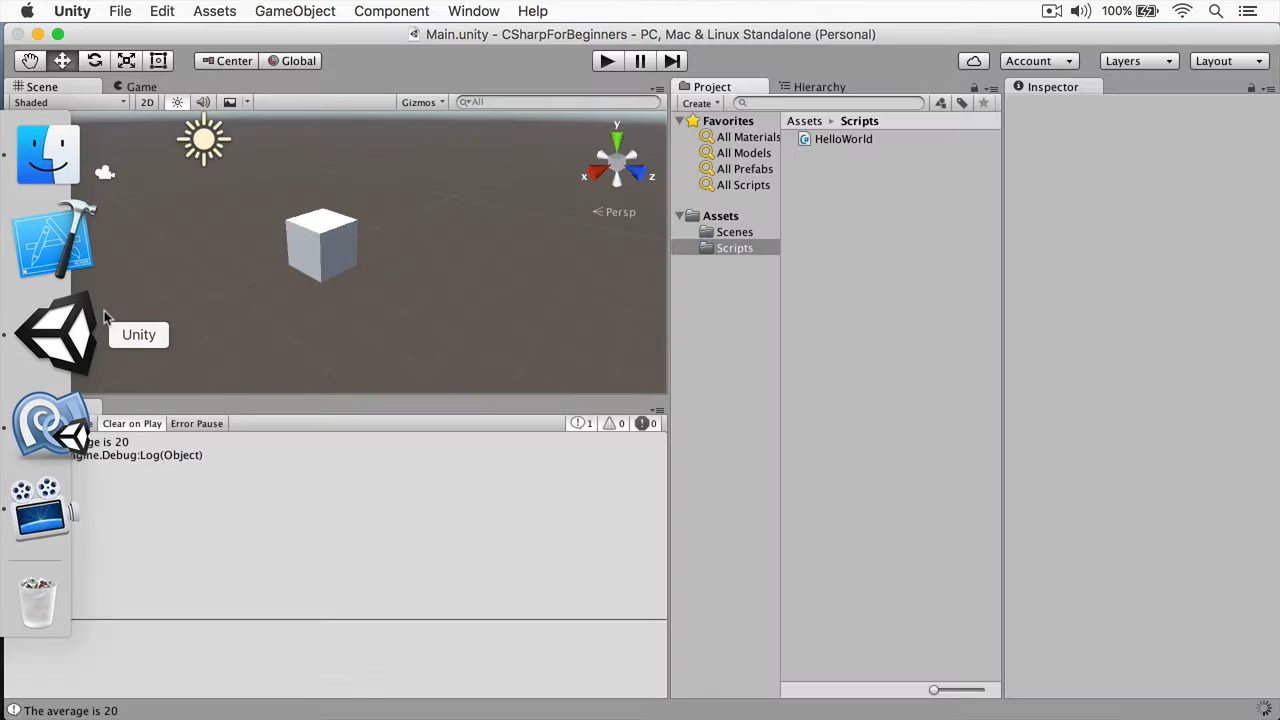 Unity File Edit Assets GameObject Component Window Help 100%
Main.unity - CSharpForBeginners - PC, Mac & Linux Standalone (Personal)
Center Global Account Layers Layout
Scene Game Project Hierarchy Inspector
Shaded 2D Gizmos All Create
Favorites Assets Scripts
All Materials HelloWorld
All Models
All Prefabs
All Scripts
y
x z
Persp
Assets
Scenes
Scripts
Unity
Clear on Play Error Pause 1 0 0
age is 20
ngine.Debug:Log(Object)
The average is 20